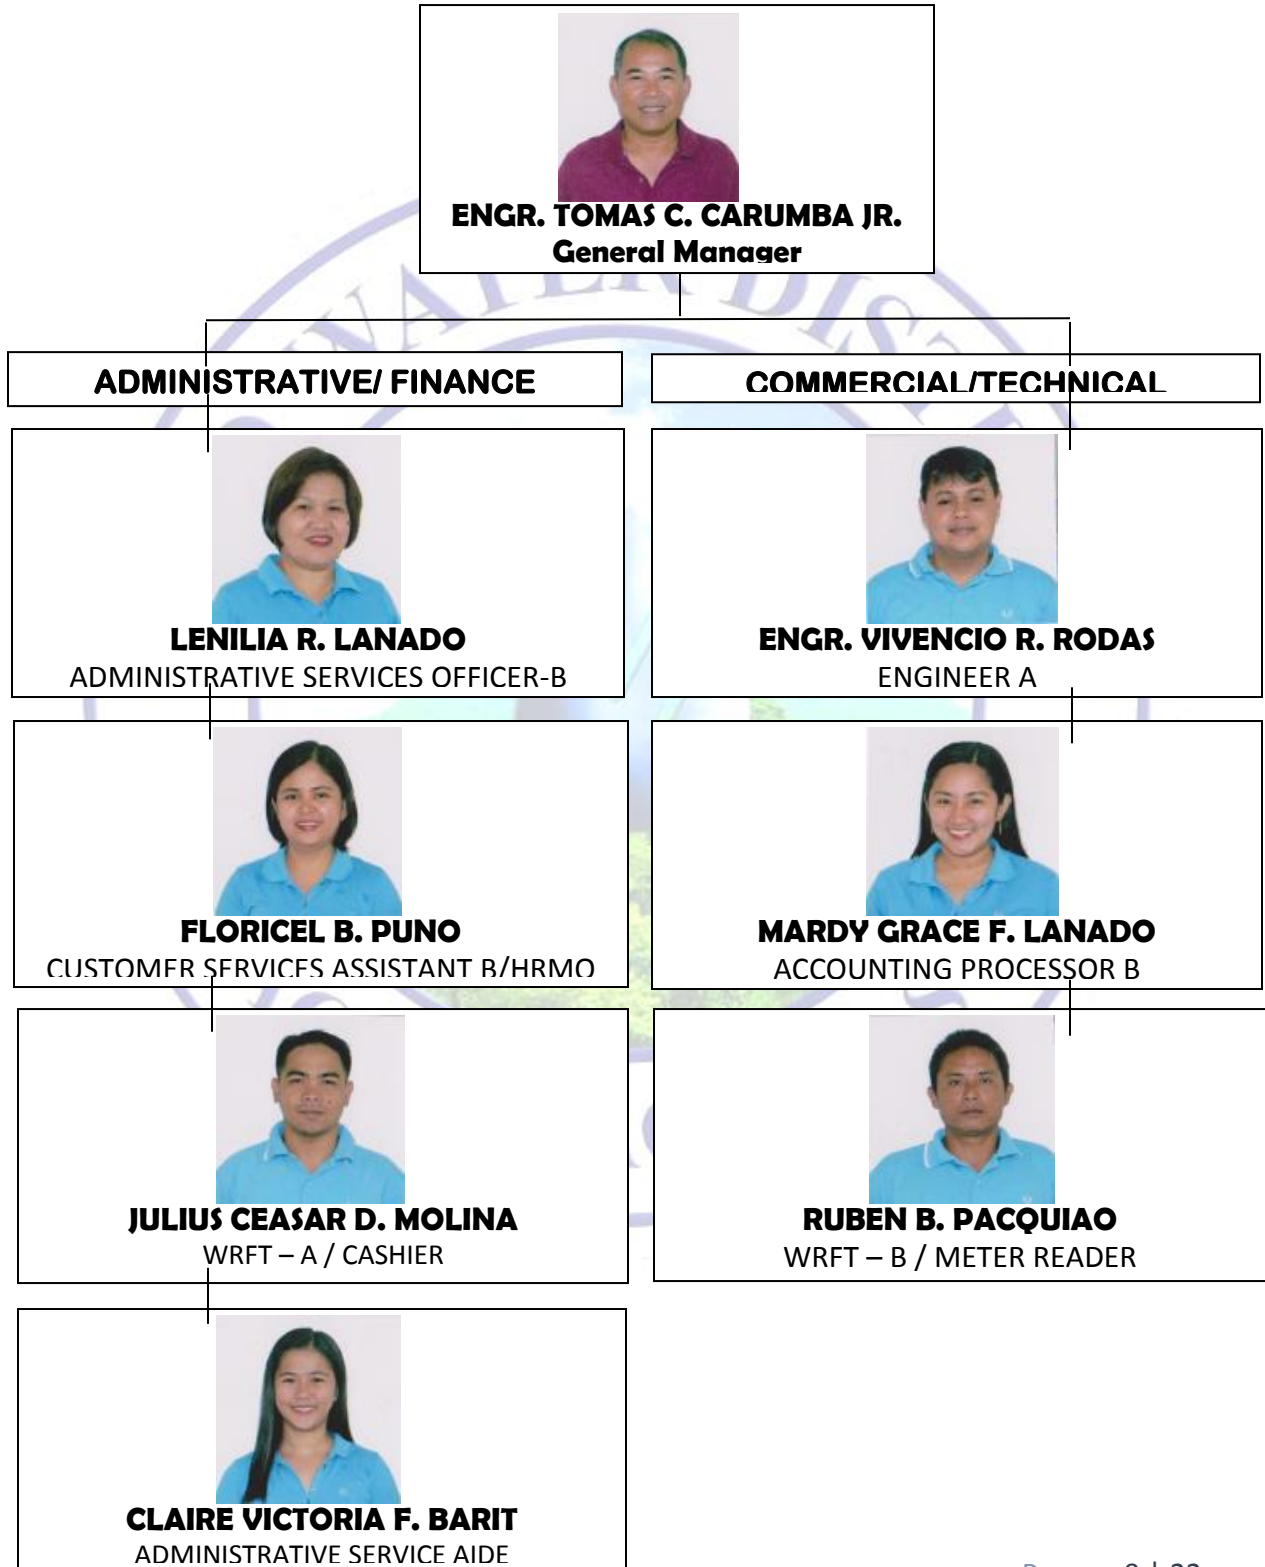 ENGR. TOMAS C. CARUMBA JR.
General Manager
WATER DIST
ADMINISTRATIVE/ FINANCE
COMMERCIAL/TECHNICAL
LENILIA R. LANADO
ADMINISTRATIVE SERVICES OFFICER-B
ENGR. VIVENCIO R. RODAS
ENGINEER A
FLORICEL B. PUNO
CUSTOMER SERVICES ASSISTANT B/HRMO
MARDY GRACE F. LANADO
ACCOUNTING PROCESSOR B
JULIUS CEASAR D. MOLINA
WRFT – A / CASHIER
RUBEN B. PACQUIAO
WRFT – B / METER READER
CLAIRE VICTORIA F. BARIT
ADMINISTRATIVE SERVICE AIDE